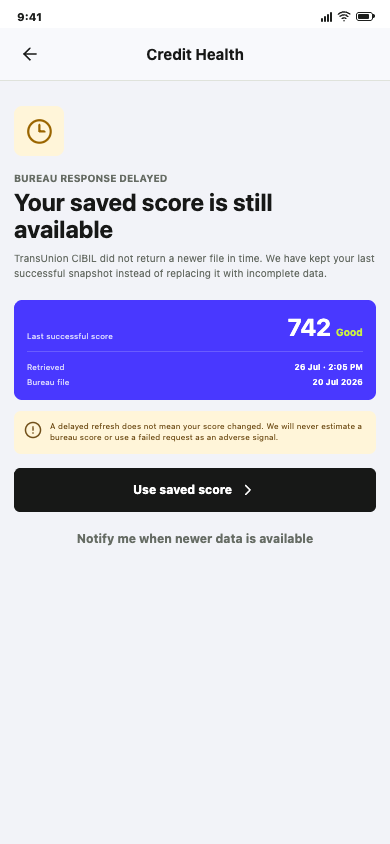 9:41
Credit Health
BUREAU RESPONSE DELAYED
Your saved score is still
available
TransUnion CIBIL did not return a newer file in time. We have kept your last
successful snapshot instead of replacing it with incomplete data.
Last successful score 742 Good
Retrieved 26 Jul · 2:05 PM
Bureau file 20 Jul 2026
A delayed refresh does not mean your score changed. We will never estimate a
bureau score or use a failed request as an adverse signal.
Use saved score
Notify me when newer data is available